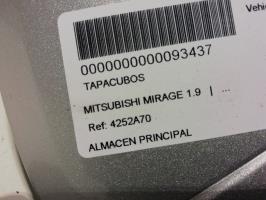 Vehi
0000000000093437
TAPACUBOS
MITSUBISHI MIRAGE 1.9 | ...
Ref: 4252A70
ALMACEN PRINCIPAL